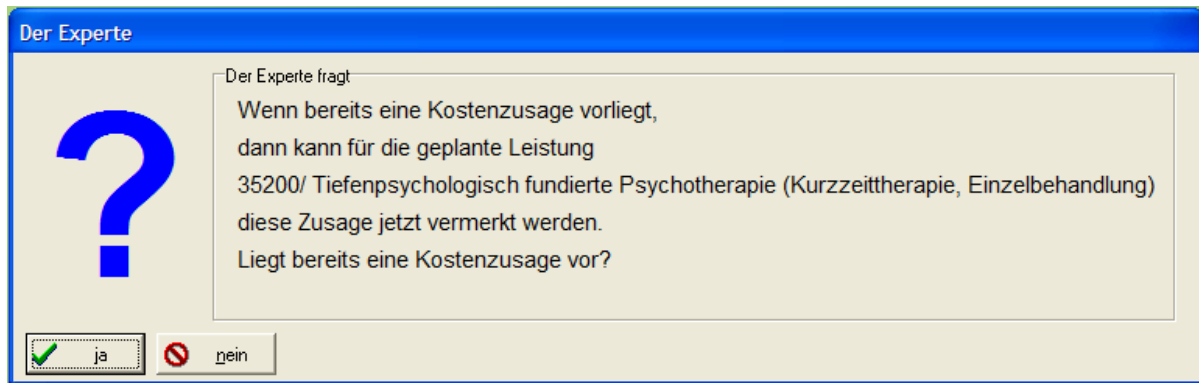 Der Experte
Der Experte fragt
Wenn bereits eine Kostenzusage vorliegt,
dann kann für die geplante Leistung
35200/ Tiefenpsychologisch fundierte Psychotherapie (Kurzzeittherapie, Einzelbehandlung)
diese Zusage jetzt vermerkt werden.
Liegt bereits eine Kostenzusage vor?
?
ja
nein